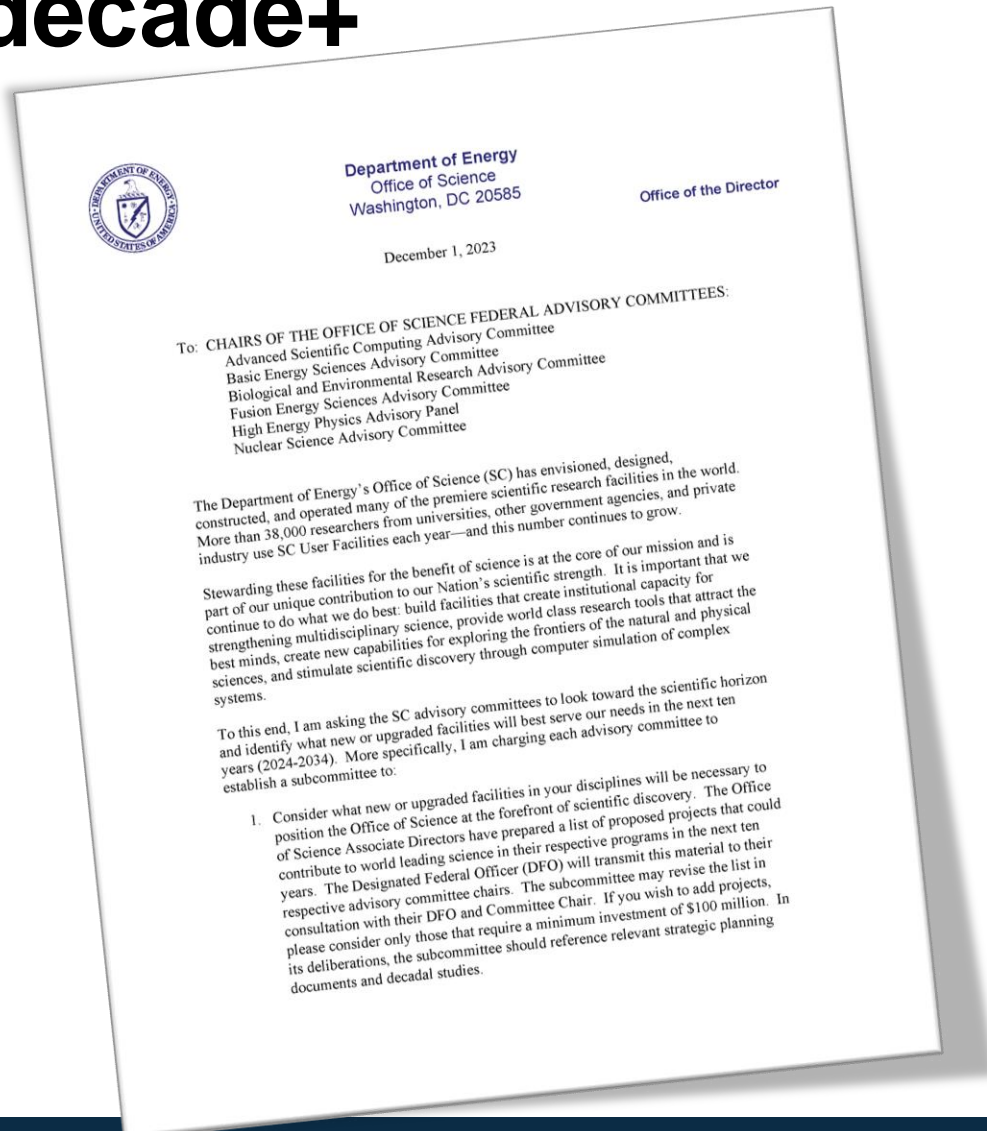 decade+
DEPARTMENT OF ENERGY
UNITED STATES OF AMERICA
Department of Energy
Office of Science
Washington, DC 20585
Office of the Director
December 1, 2023
To: CHAIRS OF THE OFFICE OF SCIENCE FEDERAL ADVISORY COMMITTEES:
Advanced Scientific Computing Advisory Committee
Basic Energy Sciences Advisory Committee
Biological and Environmental Research Advisory Committee
Fusion Energy Sciences Advisory Committee
High Energy Physics Advisory Panel
Nuclear Science Advisory Committee
The Department of Energy's Office of Science (SC) has envisioned, designed,
constructed, and operated many of the premiere scientific research facilities in the world.
More than 38,000 researchers from universities, other government agencies, and private
industry use SC User Facilities each year—and this number continues to grow.
Stewarding these facilities for the benefit of science is at the core of our mission and is
part of our unique contribution to our Nation's scientific strength. It is important that we
continue to do what we do best: build facilities that create institutional capacity for
strengthening multidisciplinary science, provide world class research tools that attract the
best minds, create new capabilities for exploring the frontiers of the natural and physical
sciences, and stimulate scientific discovery through computer simulation of complex
systems.
To this end, I am asking the SC advisory committees to look toward the scientific horizon
and identify what new or upgraded facilities will best serve our needs in the next ten
years (2024-2034). More specifically, I am charging each advisory committee to
establish a subcommittee to:
1. Consider what new or upgraded facilities in your disciplines will be necessary to
position the Office of Science at the forefront of scientific discovery. The Office
of Science Associate Directors have prepared a list of proposed projects that could
contribute to world leading science in their respective programs in the next ten
years. The Designated Federal Officer (DFO) will transmit this material to their
respective advisory committee chairs. The subcommittee may revise the list in
consultation with their DFO and Committee Chair. If you wish to add projects,
please consider only those that require a minimum investment of $100 million. In
its deliberations, the subcommittee should reference relevant strategic planning
documents and decadal studies.